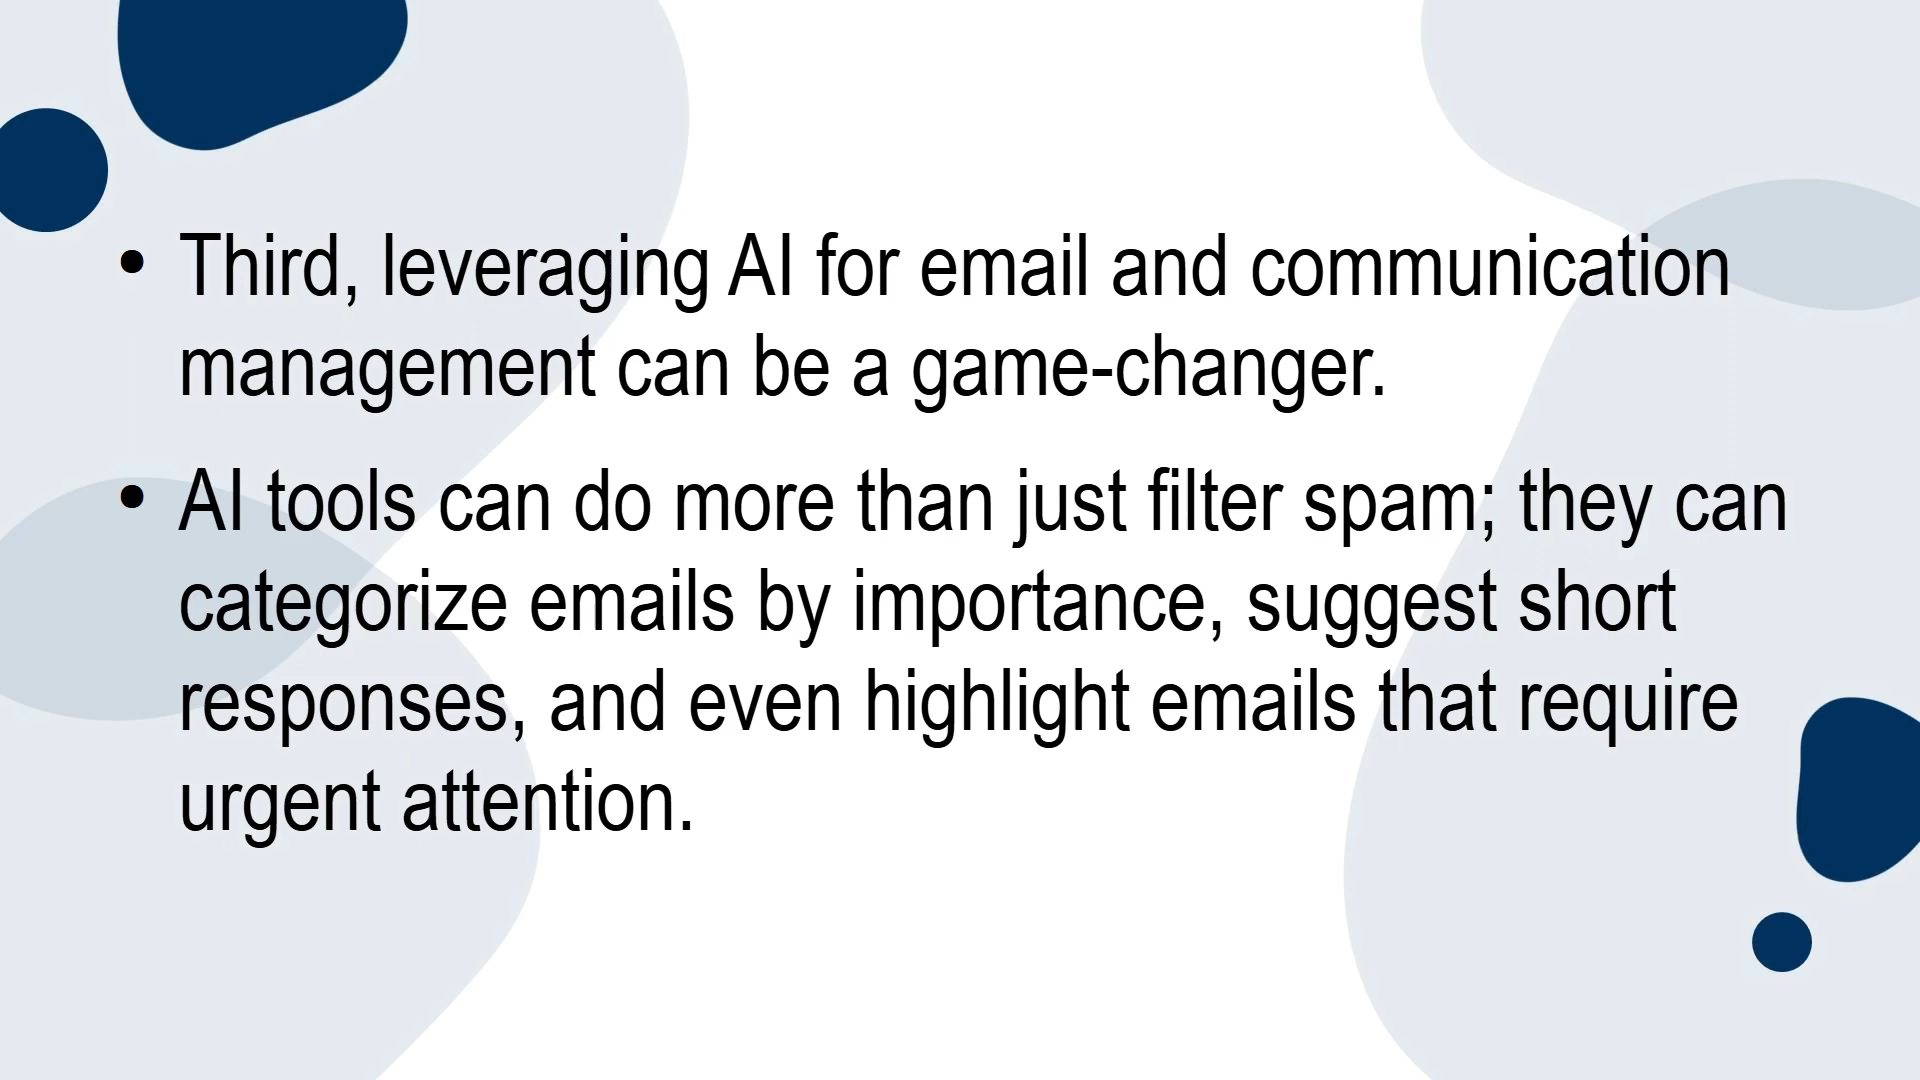 • Third, leveraging AI for email and communication
management can be a game-changer.
• AI tools can do more than just filter spam; they can
categorize emails by importance, suggest short
responses, and even highlight emails that require
urgent attention.